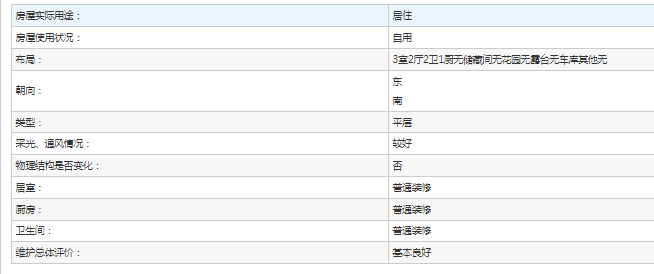 房屋实际用途： 居住
房屋使用状况： 自用
布局： 3室2厅2卫1厨无储藏间无花园无露台无车库其他无
朝向： 东
南
类型： 平层
采光、通风情况： 较好
物理结构是否变化： 否
居室： 普通装修
厨房： 普通装修
卫生间： 普通装修
维护总体评价： 基本良好